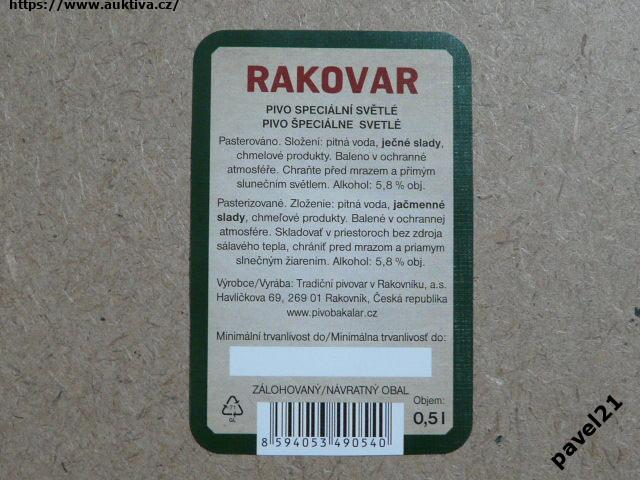 https://www.auktiva.cz/
RAKOVAR
PIVO SPECIÁLNÍ SVĚTLÉ
PIVO ŠPECIÁLNE SVETLÉ
Pasterováno. Složení: pitná voda, ječné slady,
chmelové produkty. Baleno v ochranné
atmosféře. Chraňte před mrazem a přímým
slunečním světlem. Alkohol: 5,8 % obj.
Pasterizované. Zloženie: pitná voda, jačmenné
slady, chmeľové produkty. Balené v ochrannej
atmosfére. Skladovať v priestoroch bez zdroja
sálavého tepla, chrániť pred mrazom a priamym
slnečným žiarením. Alkohol: 5,8 % obj.
Výrobce/Vyrába: Tradiční pivovar v Rakovníku, a.s.
Havlíčkova 69, 269 01 Rakovník, Česká republika
www.pivobakalar.cz
Minimální trvanlivost do/Minimálna trvanlivosť do:
ZÁLOHOVANÝ/NÁVRATNÝ OBAL
Objem:
0,5 l
71
GL
8 594053 490540
pavel21